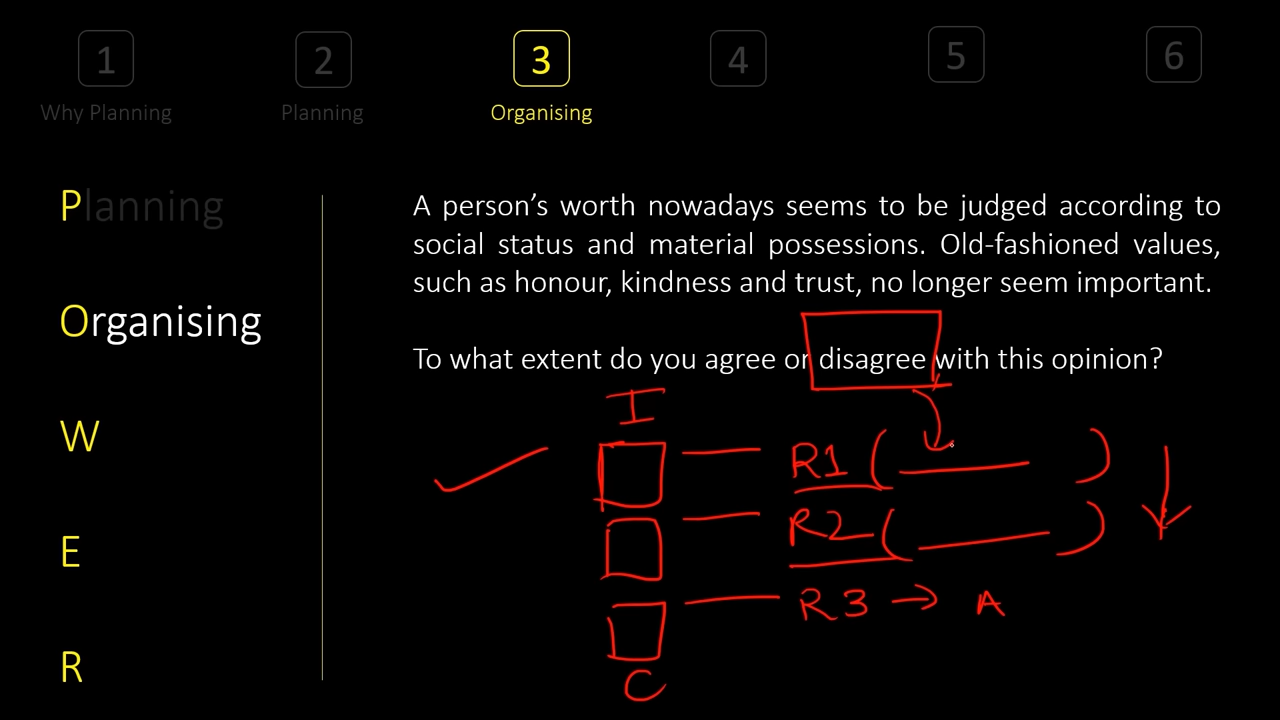 1 2 3 4 5 6
Why Planning Planning Organising
Planning
Organising
W
E
R
A person's worth nowadays seems to be judged according to
social status and material possessions. Old-fashioned values,
such as honour, kindness and trust, no longer seem important.
To what extent do you agree or disagree with this opinion?
I
R1 ( )
R2 ( )
R3 → A
C